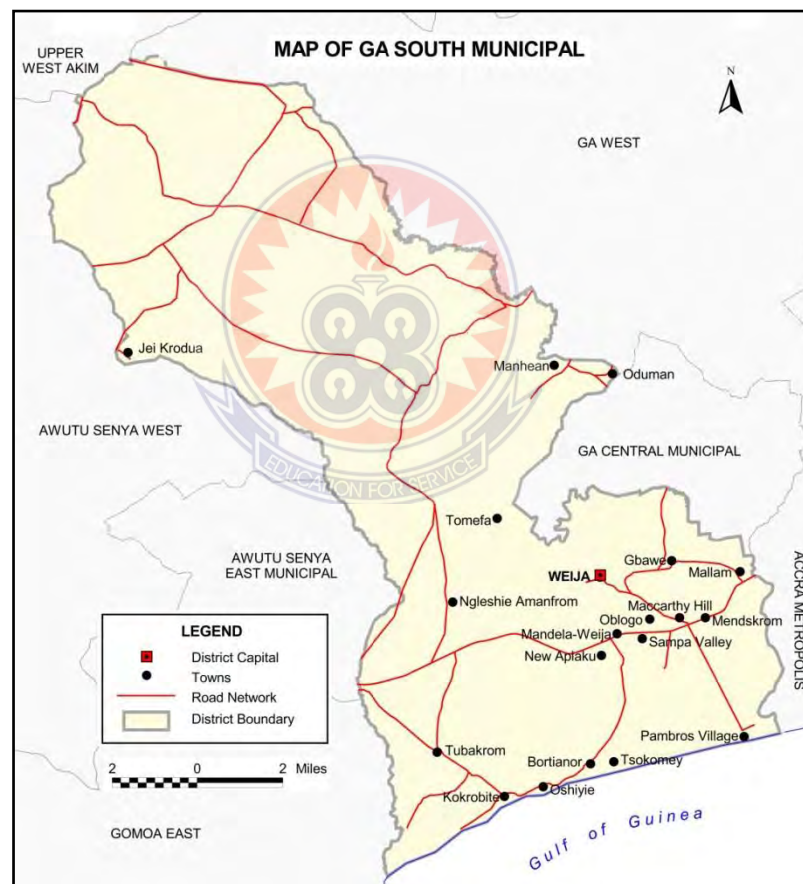 MAP OF GA SOUTH MUNICIPAL
UPPER
WEST AKIM
N
GA WEST
Jei Krodua
Manhean
Oduman
AWUTU SENYA WEST
GA CENTRAL MUNICIPAL
EDUCATION FOR SERVICE
Tomefa
AWUTU SENYA
EAST MUNICIPAL
Gbawe
WEIJA
Mallam
ACCRA METROPOLIS
Ngleshie Amanfrom
Maccarthy Hill
Oblogo
Mendskrom
Mandela-Weija
Sampa Valley
New Aplaku
LEGEND
District Capital
Towns
Road Network
District Boundary
Pambros Village
Tubakrom
Bortianor
Tsokomey
2 0 2 Miles
Oshiyie
Kokrobite
GOMOA EAST
Gulf of Guinea